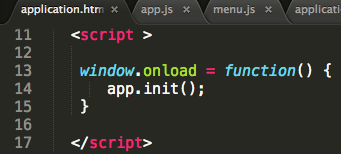 application.htm × app.js × menu.js × applicatio
11 <script >
12
13 window.onload = function() {
14 app.init();
15 }
16
17 </script>